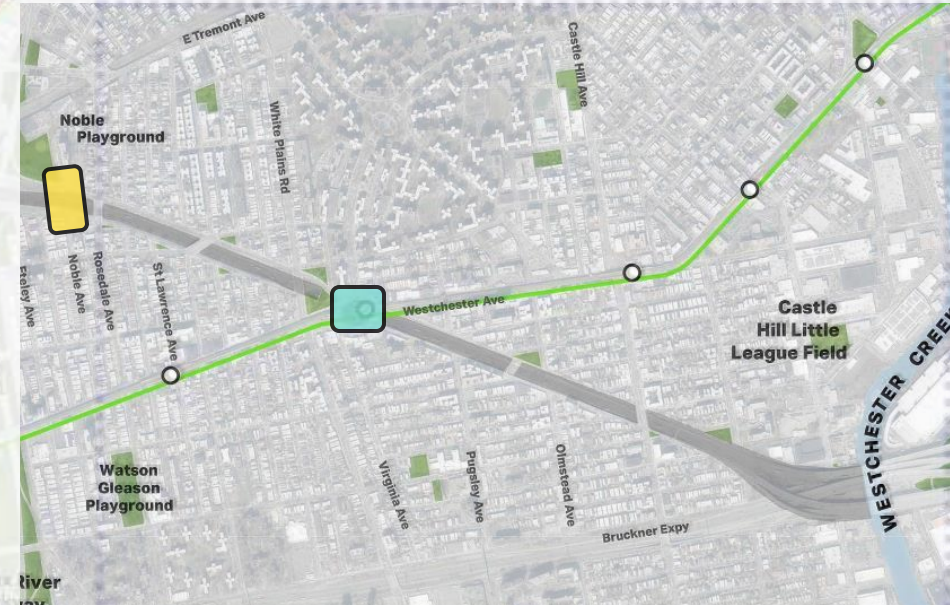 E Tremont Ave
Castle Hill Ave
Noble
Playground
White Plains Rd
Noble Ave
Rosedale Ave
St Lawrence Ave
Westchester Ave
Castle
Hill Little
League Field
WESTCHESTER CREEK
Watson
Gleason
Playground
Virginia Ave
Pugsley Ave
Olmstead Ave
Bruckner Expy
River